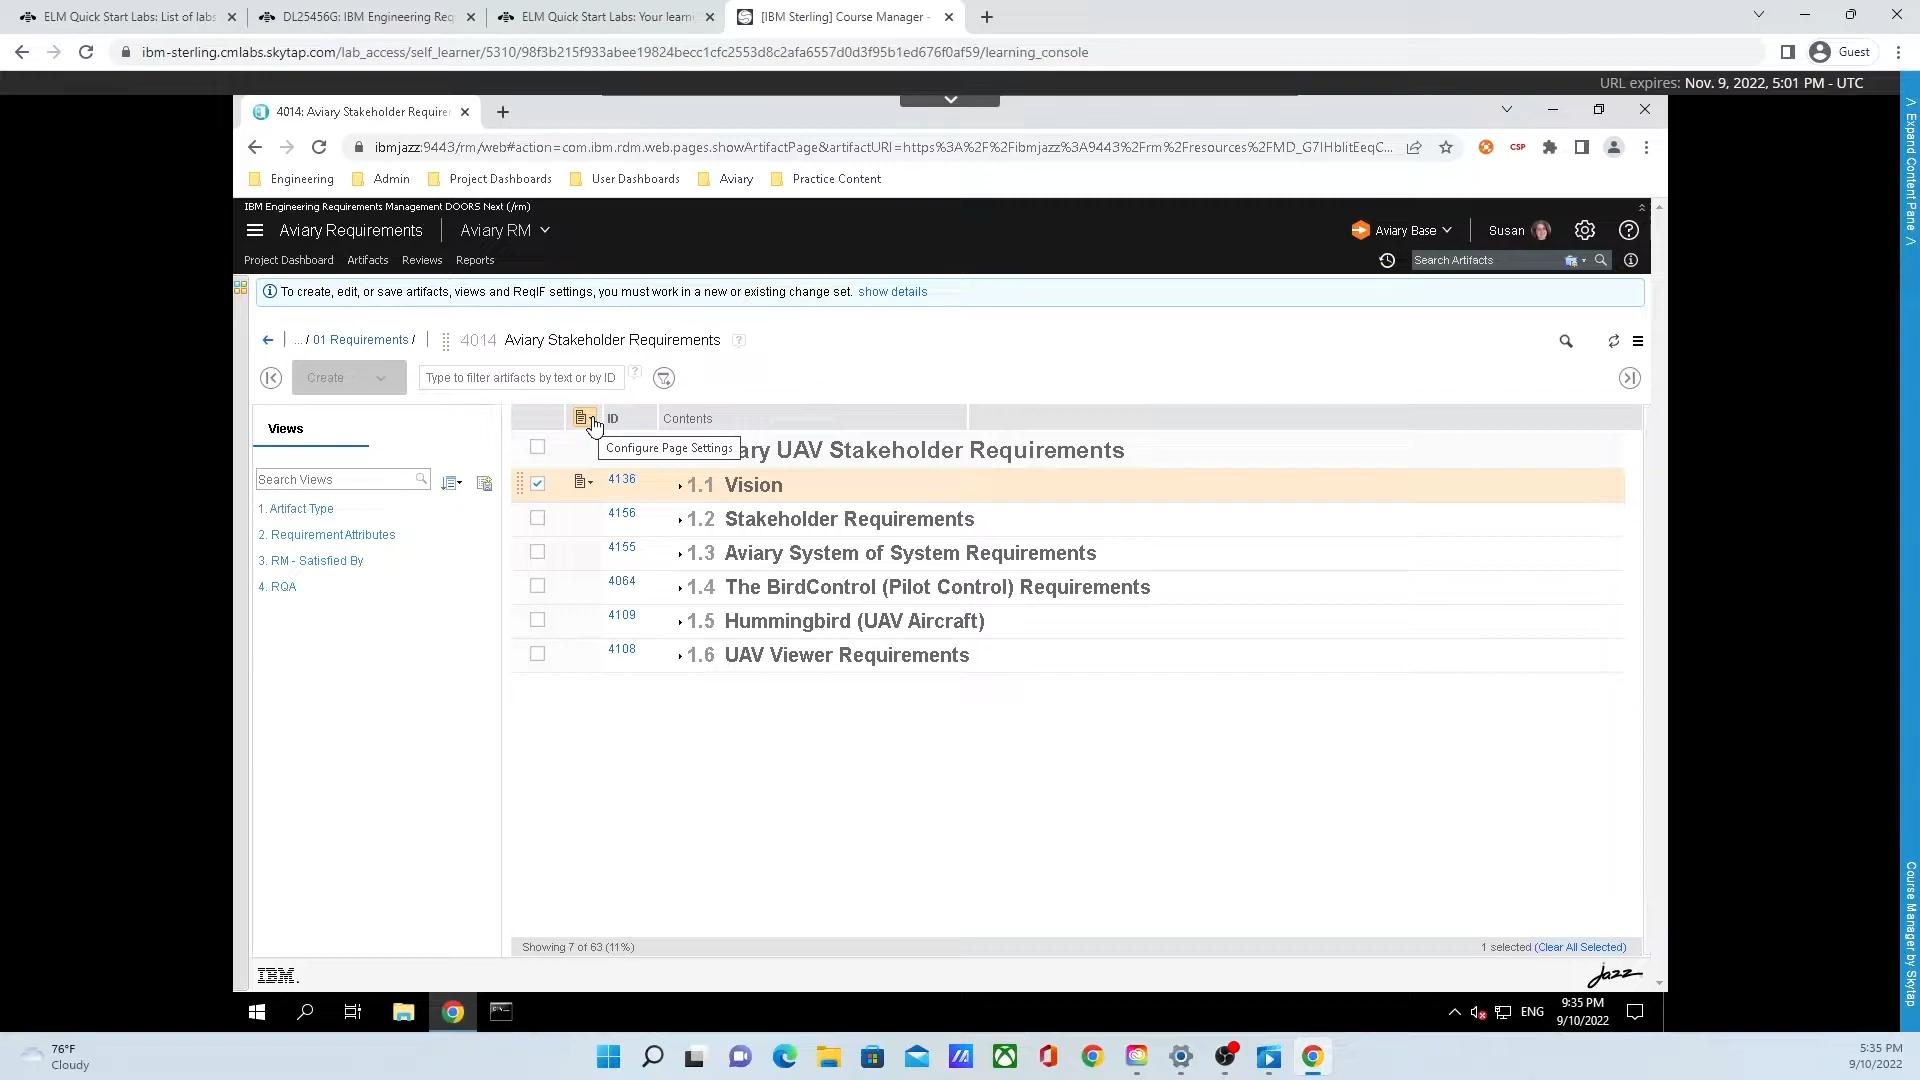 ELM Quick Start Labs: List of labs
DL25456G: IBM Engineering Req
ELM Quick Start Labs: Your learni
[IBM Sterling] Course Manager -
ibm-sterling.cmlabs.skytap.com/lab_access/self_learner/5310/98f3b215f933abee19824becc1cfc2553d8c2afa6557d0d3f95b1ed676f0af59/learning_console
Guest
URL expires: Nov. 9, 2022, 5:01 PM - UTC
4014: Aviary Stakeholder Requirer
ibmjazz:9443/rm/web#action=com.ibm.rdm.web.pages.showArtifactPage&artifactURI=https%3A%2F%2Fibmjazz%3A9443%2Frm%2Fresources%2FMD_G7IHblitEeqC...
CSP
Engineering
Admin
Project Dashboards
User Dashboards
Aviary
Practice Content
IBM Engineering Requirements Management DOORS Next (/rm)
Aviary Requirements
Aviary RM
Aviary Base
Susan
Project Dashboard
Artifacts
Reviews
Reports
Search Artifacts
To create, edit, or save artifacts, views and ReqIF settings, you must work in a new or existing change set. show details
... / 01 Requirements /
4014 Aviary Stakeholder Requirements
Create
Type to filter artifacts by text or by ID
Views
Search Views
1. Artifact Type
2. Requirement Attributes
3. RM - Satisfied By
4. RQA
ID
Contents
Configure Page Settings
ary UAV Stakeholder Requirements
4136
1.1 Vision
4156
1.2 Stakeholder Requirements
4155
1.3 Aviary System of System Requirements
4064
1.4 The BirdControl (Pilot Control) Requirements
4109
1.5 Hummingbird (UAV Aircraft)
4108
1.6 UAV Viewer Requirements
Showing 7 of 63 (11%)
1 selected (Clear All Selected)
IBM.
jazz
ENG
9:35 PM
9/10/2022
< Expand Content Pane <
Course Manager by Skytap
76°F
Cloudy
5:35 PM
9/10/2022